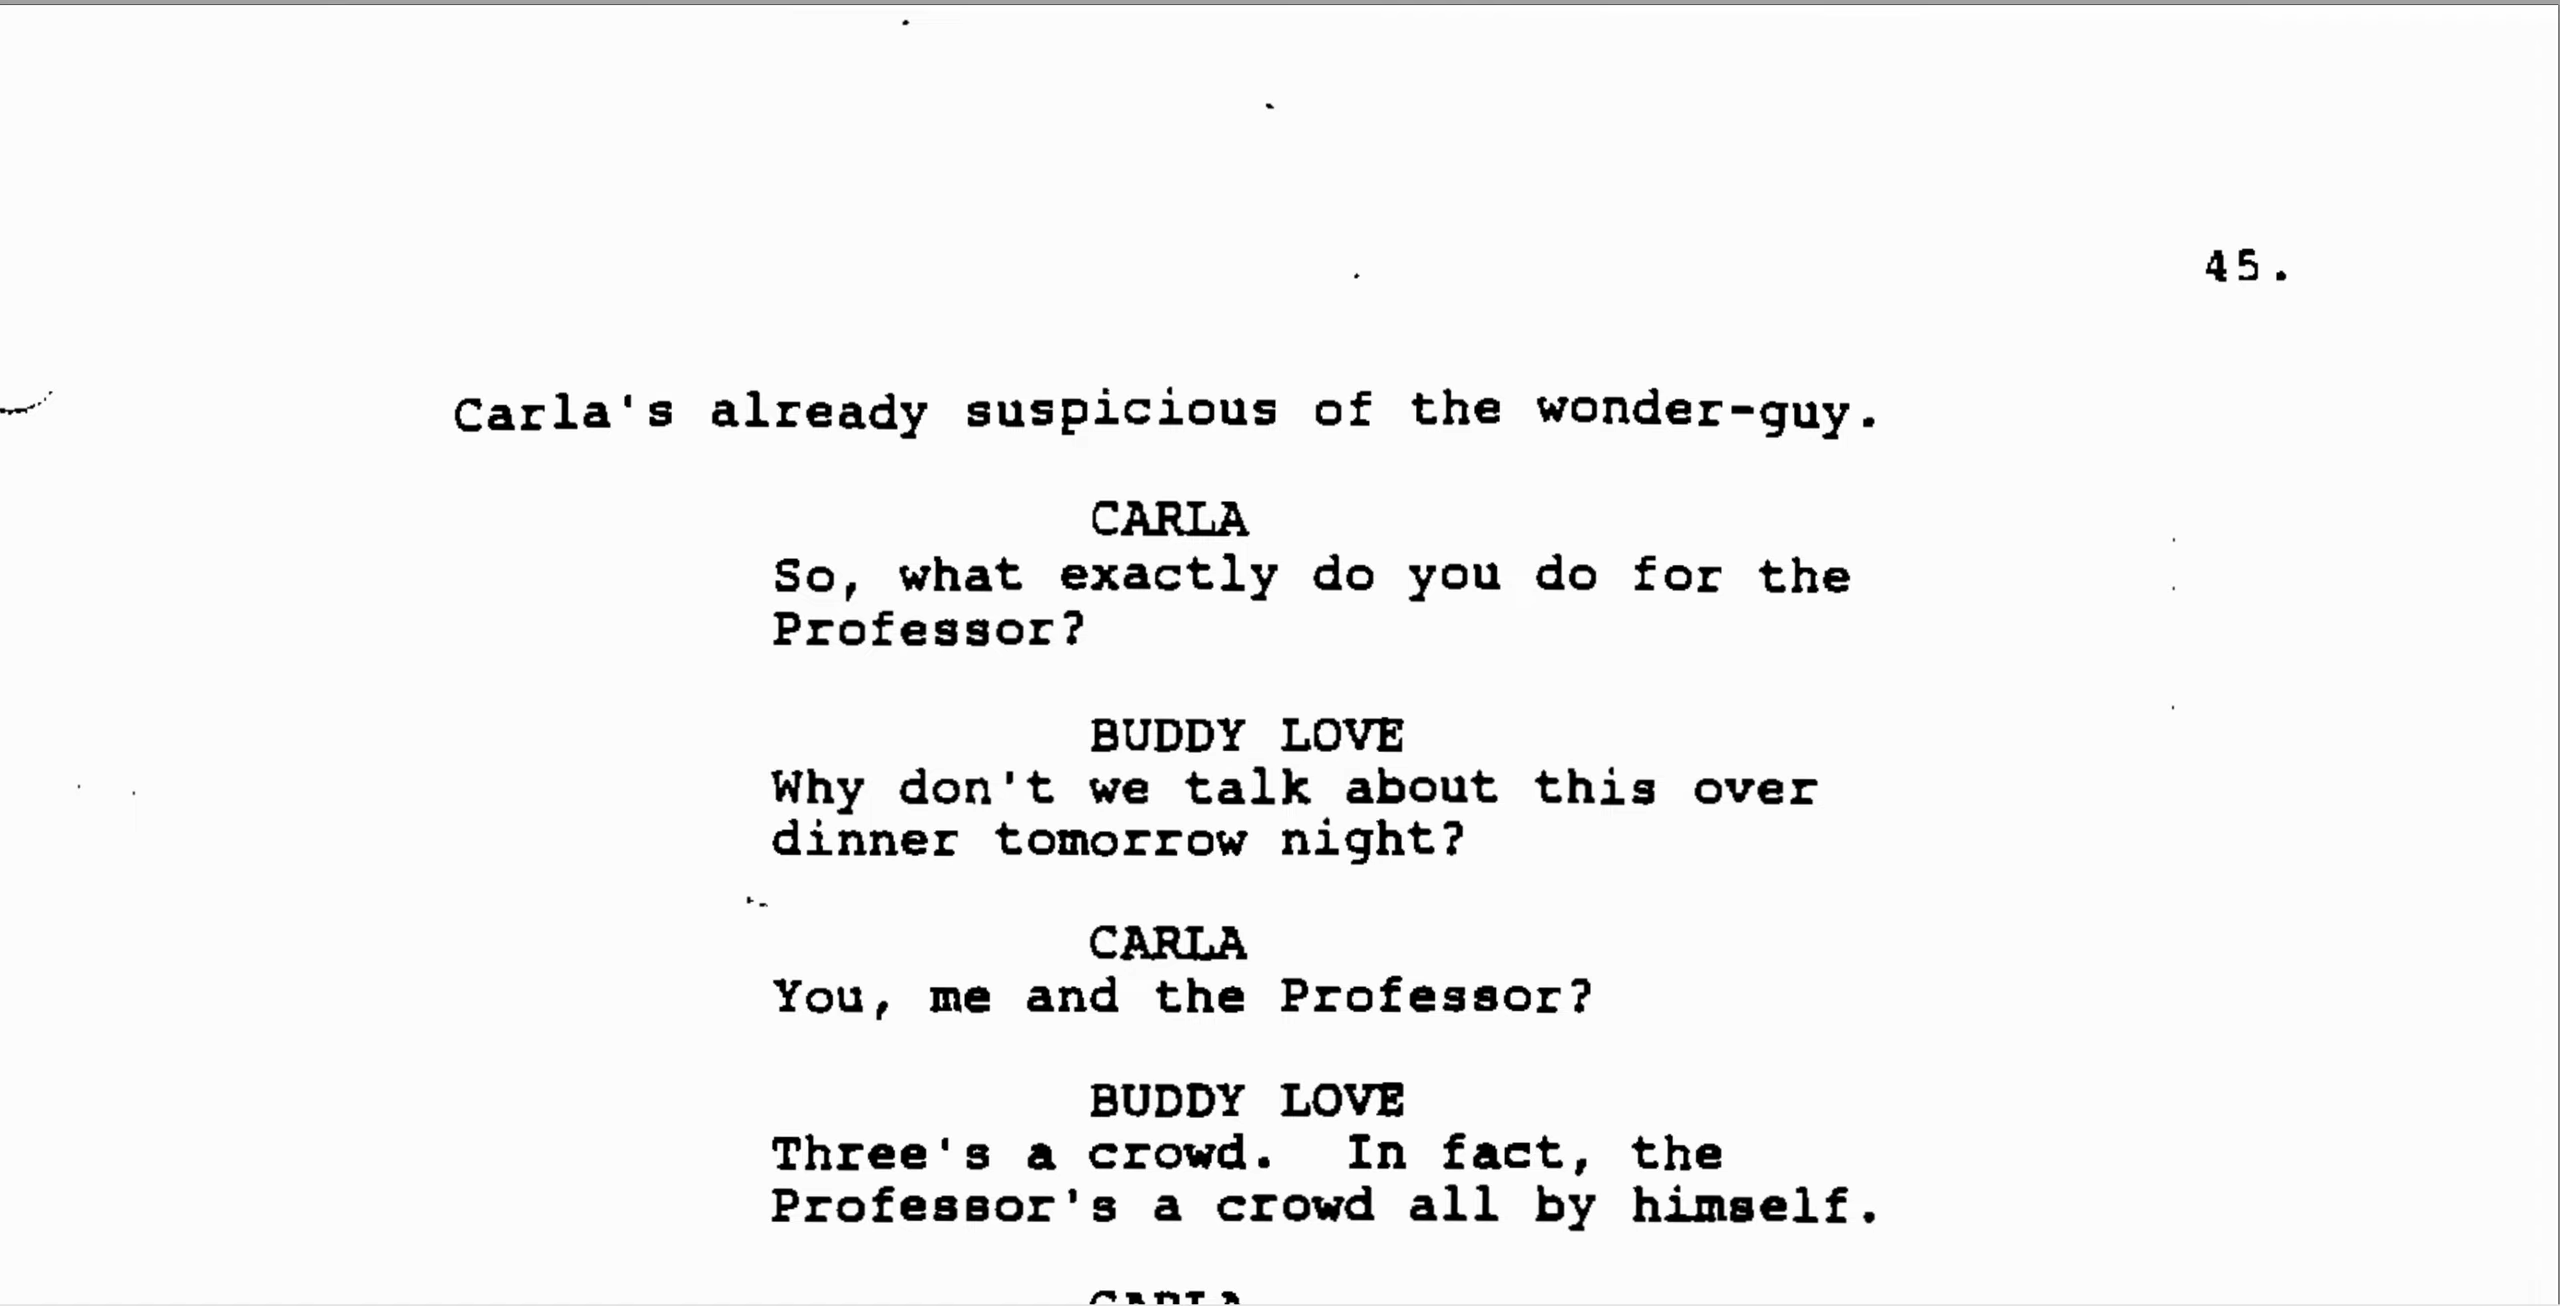 45.
Carla's already suspicious of the wonder-guy.
CARLA
So, what exactly do you do for the
Professor?
BUDDY LOVE
Why don't we talk about this over
dinner tomorrow night?
CARLA
You, me and the Professor?
BUDDY LOVE
Three's a crowd.  In fact, the
Professor's a crowd all by himself.
CARLA